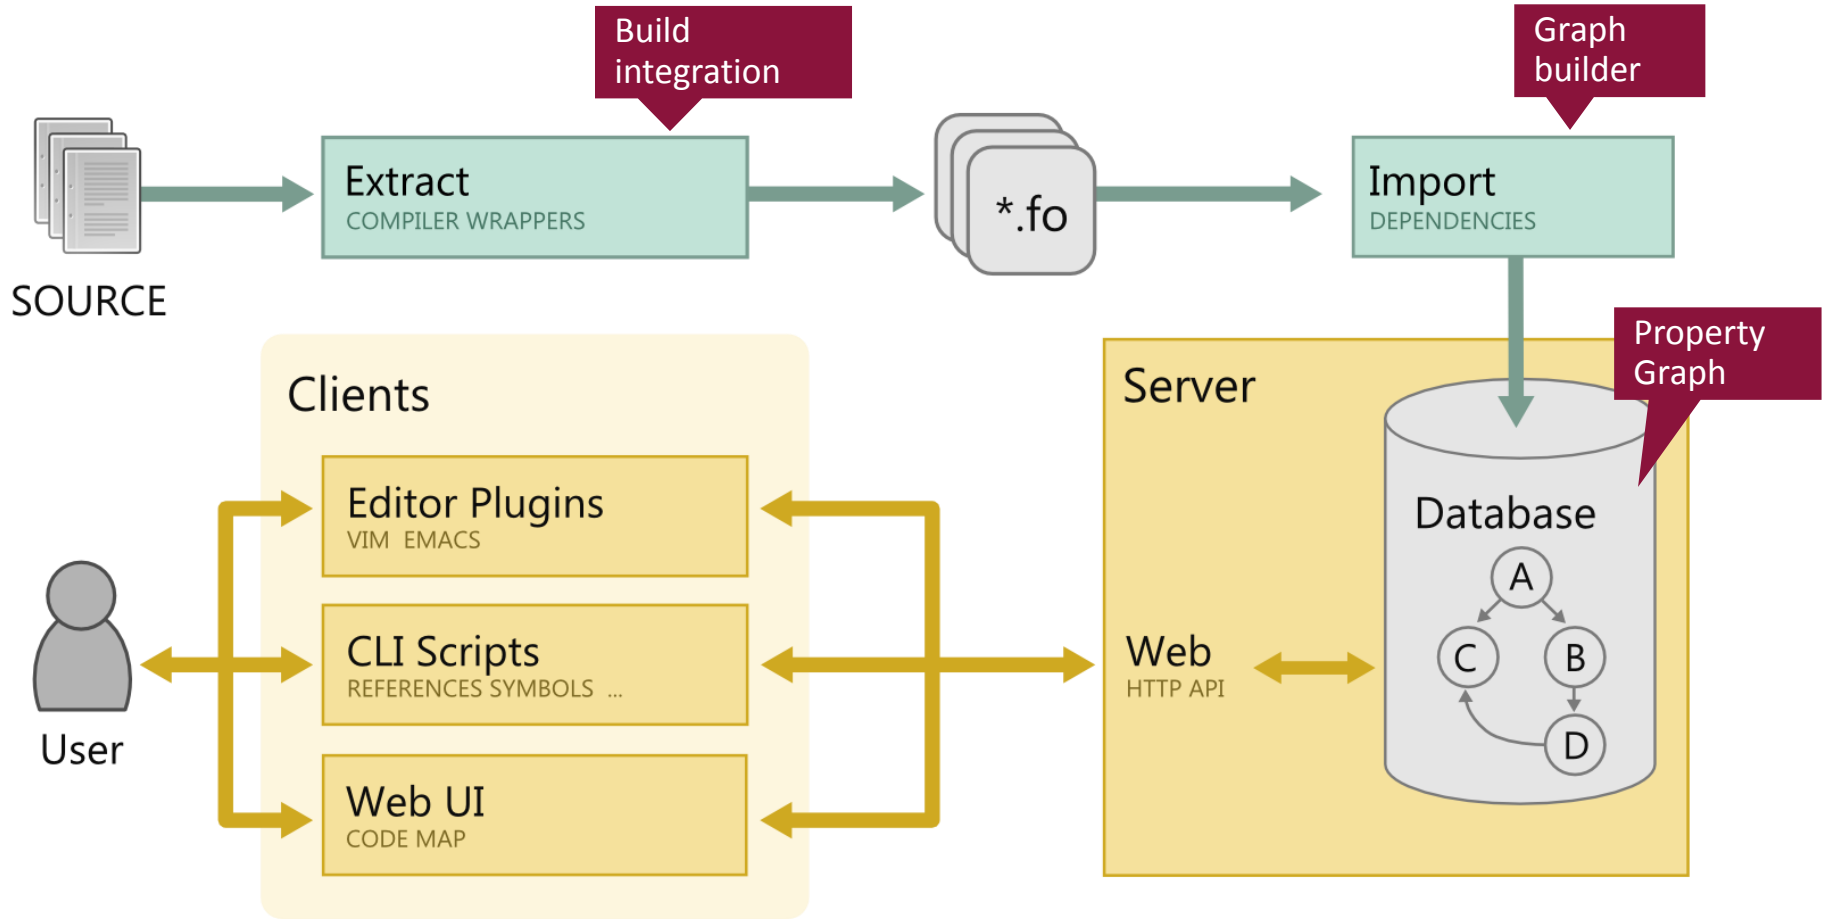 Build
integration
Graph
builder
Extract
COMPILER WRAPPERS
*.fo
Import
DEPENDENCIES
SOURCE
Property
Graph
Clients
Server
Editor Plugins
VIM EMACS
Database
A
C
B
D
CLI Scripts
REFERENCES SYMBOLS ...
Web
HTTP API
User
Web UI
CODE MAP